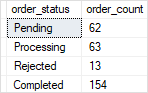 order_status order_count
Pending 62
Processing 63
Rejected 13
Completed 154